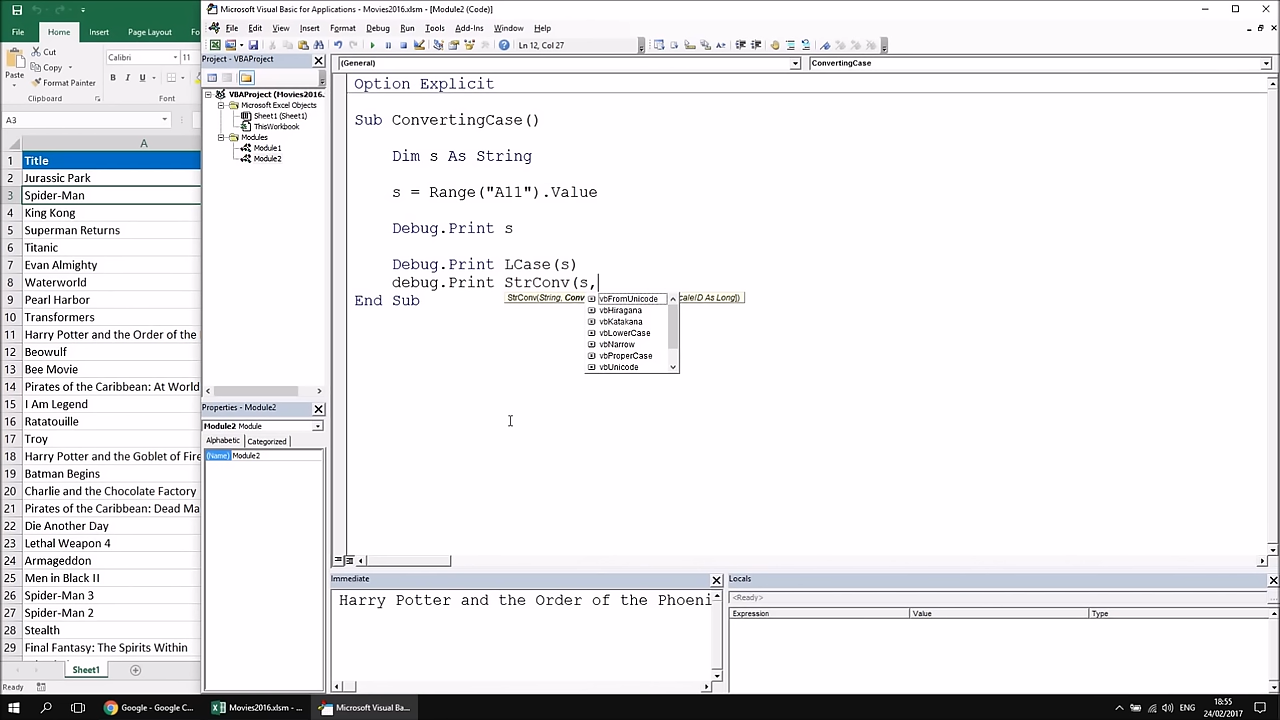 Microsoft Visual Basic for Applications - Movies2016.xlsm - [Module2 (Code)]
File Home Insert Page Layout Fo
File Edit View Insert Format Debug Run Tools Add-Ins Window Help
Ln 12, Col 27
Paste
Cut
Copy
Format Painter
Clipboard
Calibri 11
B I U
Font
A3
Project - VBAProject
VBAProject (Movies2016.
Microsoft Excel Objects
Sheet1 (Sheet1)
ThisWorkbook
Modules
Module1
Module2
(General) ConvertingCase
Option Explicit
Sub ConvertingCase()
Dim s As String
s = Range("A11").Value
Debug.Print s
Debug.Print LCase(s)
debug.Print StrConv(s,
End Sub
StrConv(String, Conv caleID As Long])
vbFromUnicode
vbHiragana
vbKatakana
vbLowerCase
vbNarrow
vbProperCase
vbUnicode
A
1 Title
2 Jurassic Park
3 Spider-Man
4 King Kong
5 Superman Returns
6 Titanic
7 Evan Almighty
8 Waterworld
9 Pearl Harbor
10 Transformers
11 Harry Potter and the Order of the
12 Beowulf
13 Bee Movie
14 Pirates of the Caribbean: At World
15 I Am Legend
16 Ratatouille
17 Troy
18 Harry Potter and the Goblet of Fire
19 Batman Begins
20 Charlie and the Chocolate Factory
21 Pirates of the Caribbean: Dead Ma
22 Die Another Day
23 Lethal Weapon 4
24 Armageddon
25 Men in Black II
26 Spider-Man 3
27 Spider-Man 2
28 Stealth
29 Final Fantasy: The Spirits Within
Sheet1
Ready
Properties - Module2
Module2 Module
Alphabetic Categorized
(Name) Module2
Immediate
Harry Potter and the Order of the Phoeni
Locals
<Ready>
Expression Value Type
Google - Google C...
Movies2016.xlsm - ...
Microsoft Visual Ba...
ENG
18:55
24/02/2017